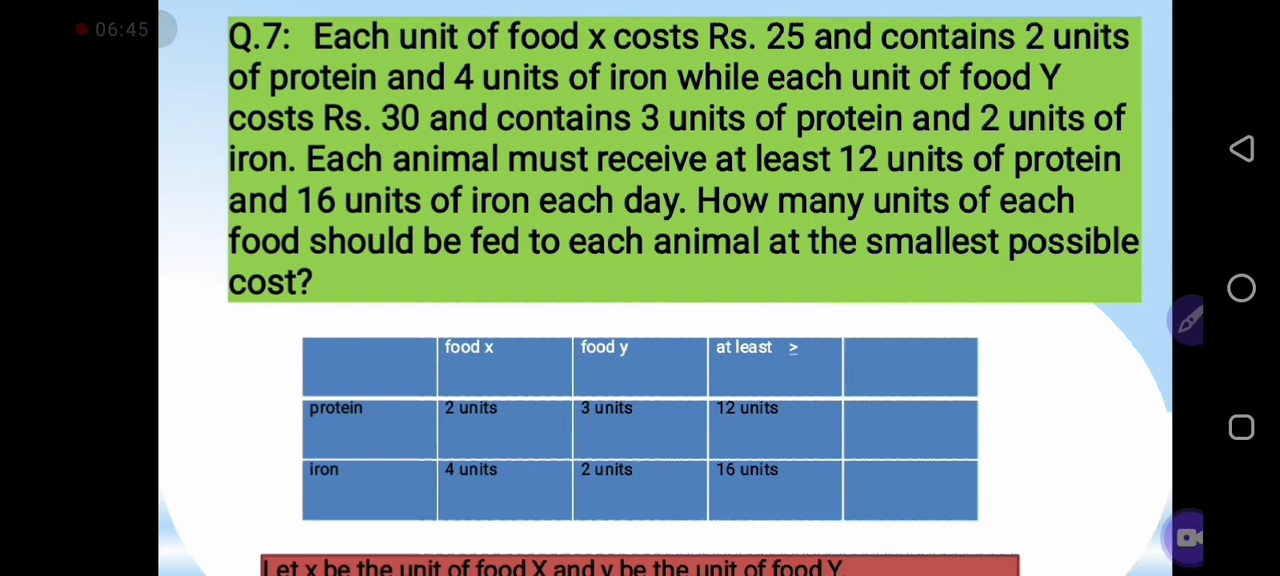 06:45
Q.7: Each unit of food x costs Rs. 25 and contains 2 units
of protein and 4 units of iron while each unit of food Y
costs Rs. 30 and contains 3 units of protein and 2 units of
iron. Each animal must receive at least 12 units of protein
and 16 units of iron each day. How many units of each
food should be fed to each animal at the smallest possible
cost?
food x food y at least ≥
protein 2 units 3 units 12 units
iron 4 units 2 units 16 units
Let x be the unit of food X and y be the unit of food Y.